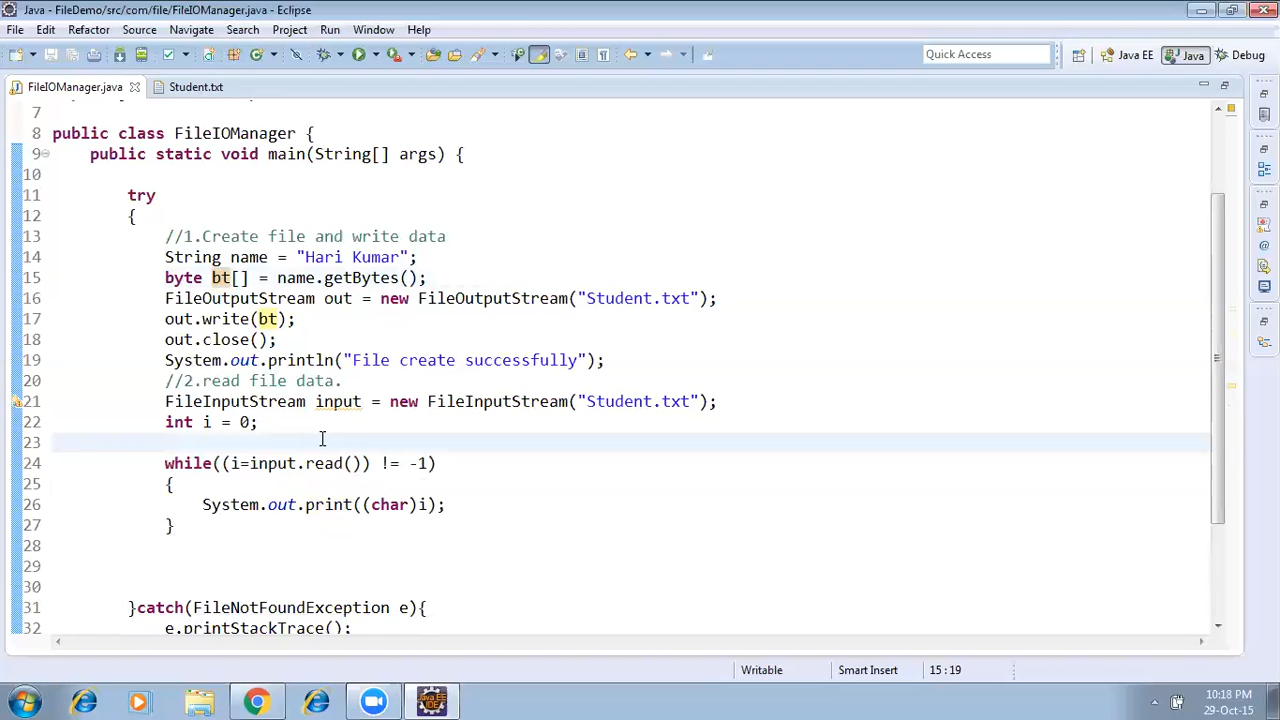 Java - FileDemo/src/com/file/FileIOManager.java - Eclipse
File Edit Refactor Source Navigate Search Project Run Window Help
Quick Access Java EE Java Debug
FileIOManager.java Student.txt
7
8 public class FileIOManager {
9 public static void main(String[] args) {
10
11 try
12 {
13 //1.Create file and write data
14 String name = "Hari Kumar";
15 byte bt[] = name.getBytes();
16 FileOutputStream out = new FileOutputStream("Student.txt");
17 out.write(bt);
18 out.close();
19 System.out.println("File create successfully");
20 //2.read file data.
21 FileInputStream input = new FileInputStream("Student.txt");
22 int i = 0;
23
24 while((i=input.read()) != -1)
25 {
26 System.out.print((char)i);
27 }
28
29
30
31 }catch(FileNotFoundException e){
32 e.printStackTrace();
Writable Smart Insert 15 : 19
Java EE
IDE
10:18 PM
29-Oct-15